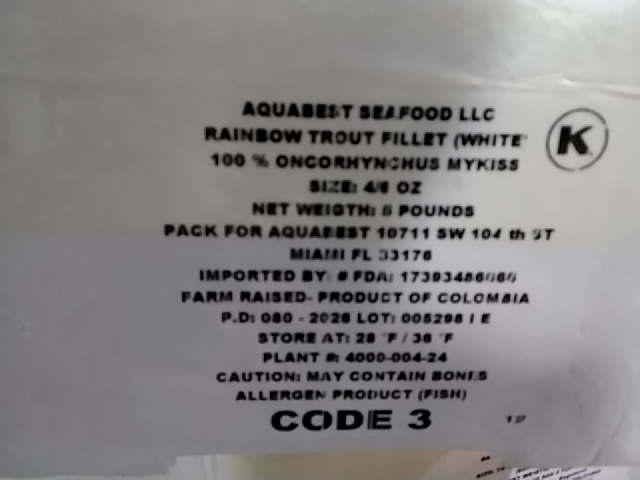 AQUABEST SEAFOOD LLC
RAINBOW TROUT FILLET (WHITE
K
100 % ONCORHYNCHUS MYKISS
SIZE: 4/6 OZ
NET WEIGTH: POUNDS
PACK FOR AQUABEST 10711 SW 104 th ST
MIAMI FL 33176
IMPORTED BY: # FDA:
FARM RAISED- PRODUCT OF COLOMBIA
P.D: 080 - 2026 LOT: I E
STORE AT: 28 °F / 36 °F
PLANT #: 4000-004-24
CAUTION: MAY CONTAIN BONES
ALLERGEN PRODUCT (FISH)
CODE 3